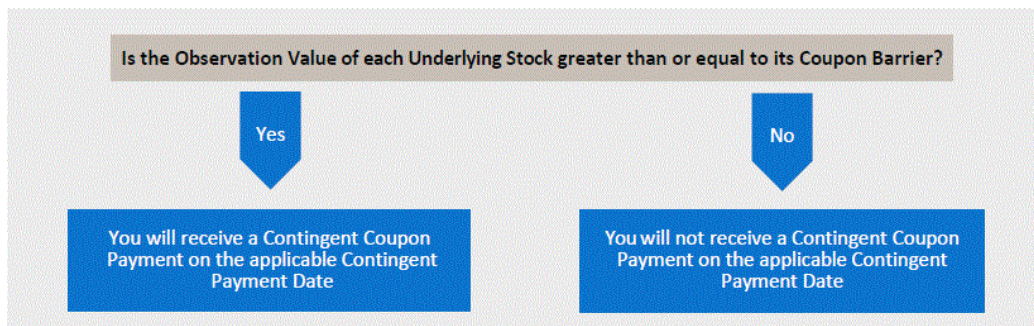 Is the Observation Value of each Underlying Stock greater than or equal to its Coupon Barrier?
Yes
No
You will receive a Contingent Coupon
Payment on the applicable Contingent
Payment Date
You will not receive a Contingent Coupon
Payment on the applicable Contingent
Payment Date